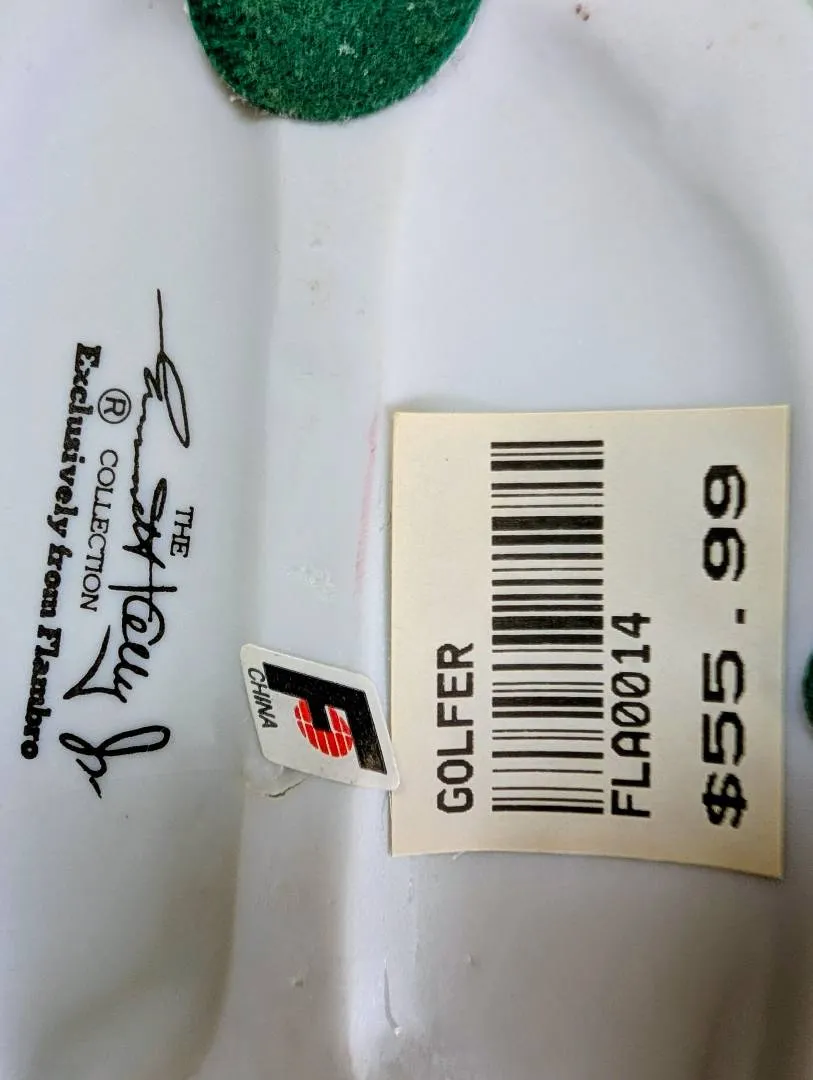 THE
Emmett Kelly Jr
® COLLECTION
Exclusively from Flambro
F
CHINA
GOLFER
FLA0014
$55.99